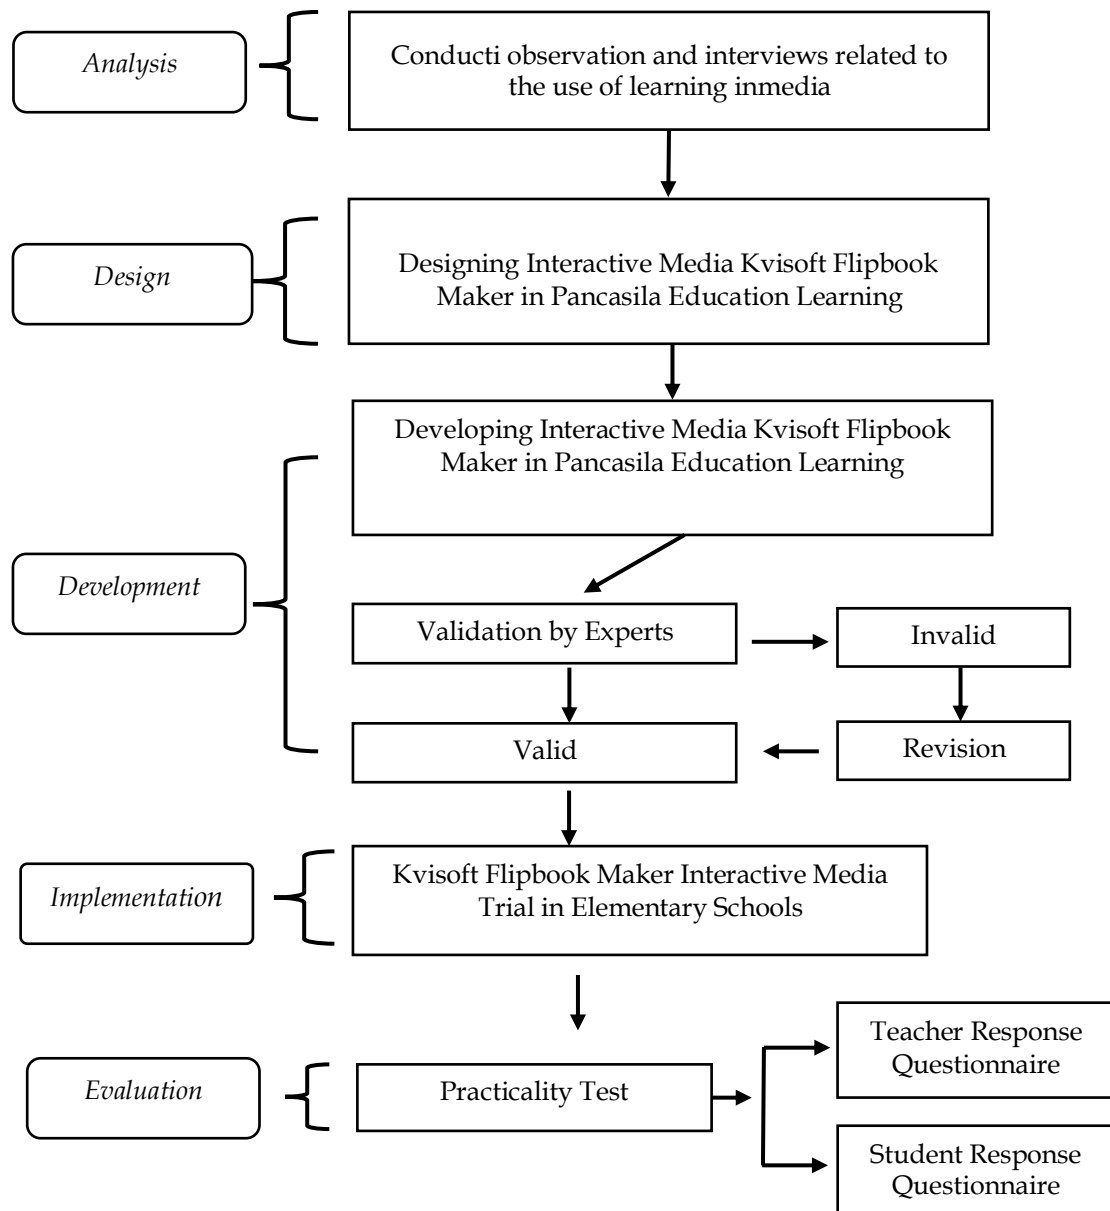 Analysis
Conducti observation and interviews related to
the use of learning inmedia
Design
Designing Interactive Media Kvisoft Flipbook
Maker in Pancasila Education Learning
Developing Interactive Media Kvisoft Flipbook
Maker in Pancasila Education Learning
Development
Validation by Experts
Invalid
Valid
Revision
Implementation
Kvisoft Flipbook Maker Interactive Media
Trial in Elementary Schools
Evaluation
Practicality Test
Teacher Response
Questionnaire
Student Response
Questionnaire